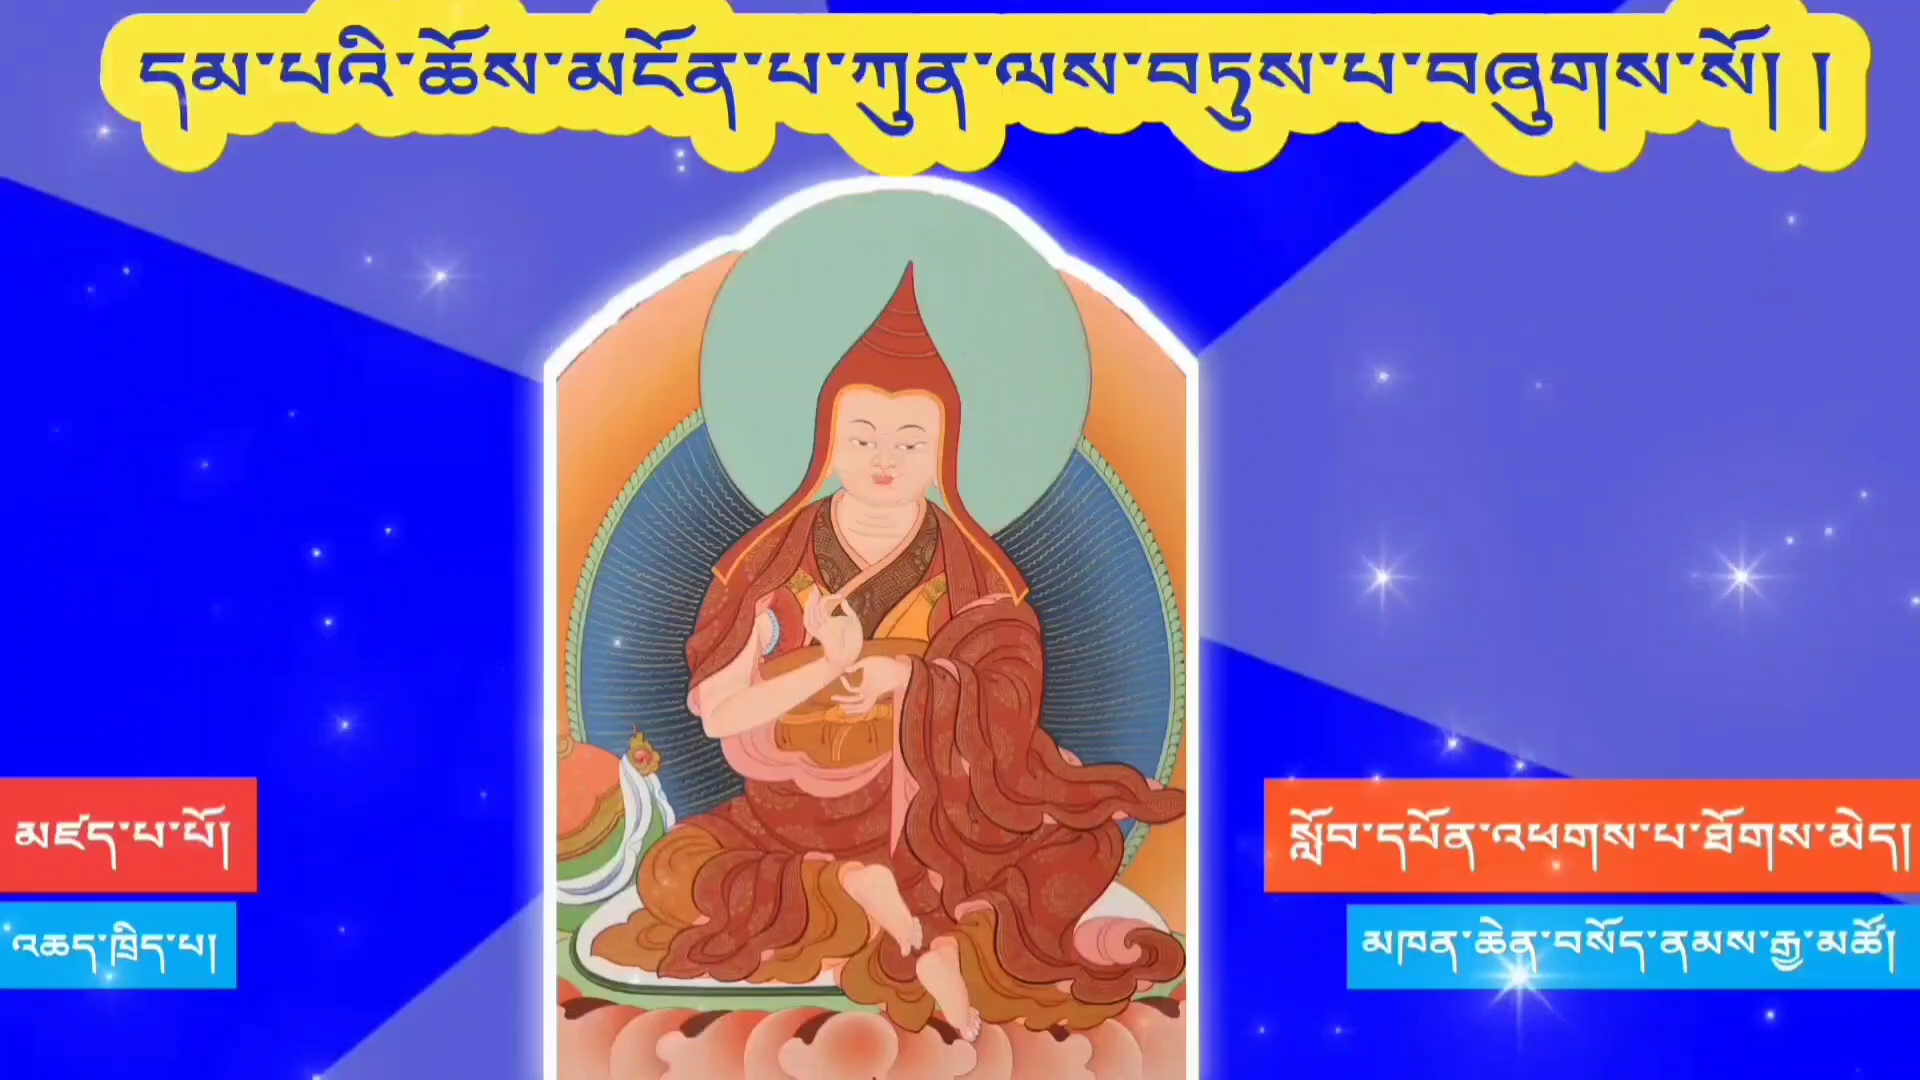 དམ་པའི་ཆོས་མངོན་པ་ཀུན་ལས་བཏུས་པ་བཞུགས་སོ། །
མཛད་པ་པོ།
སློབ་དཔོན་འཕགས་པ་ཐོགས་མེད།
འཆད་ཁྲིད་པ།
མཁན་ཆེན་བསོད་ནམས་རྒྱ་མཚོ།